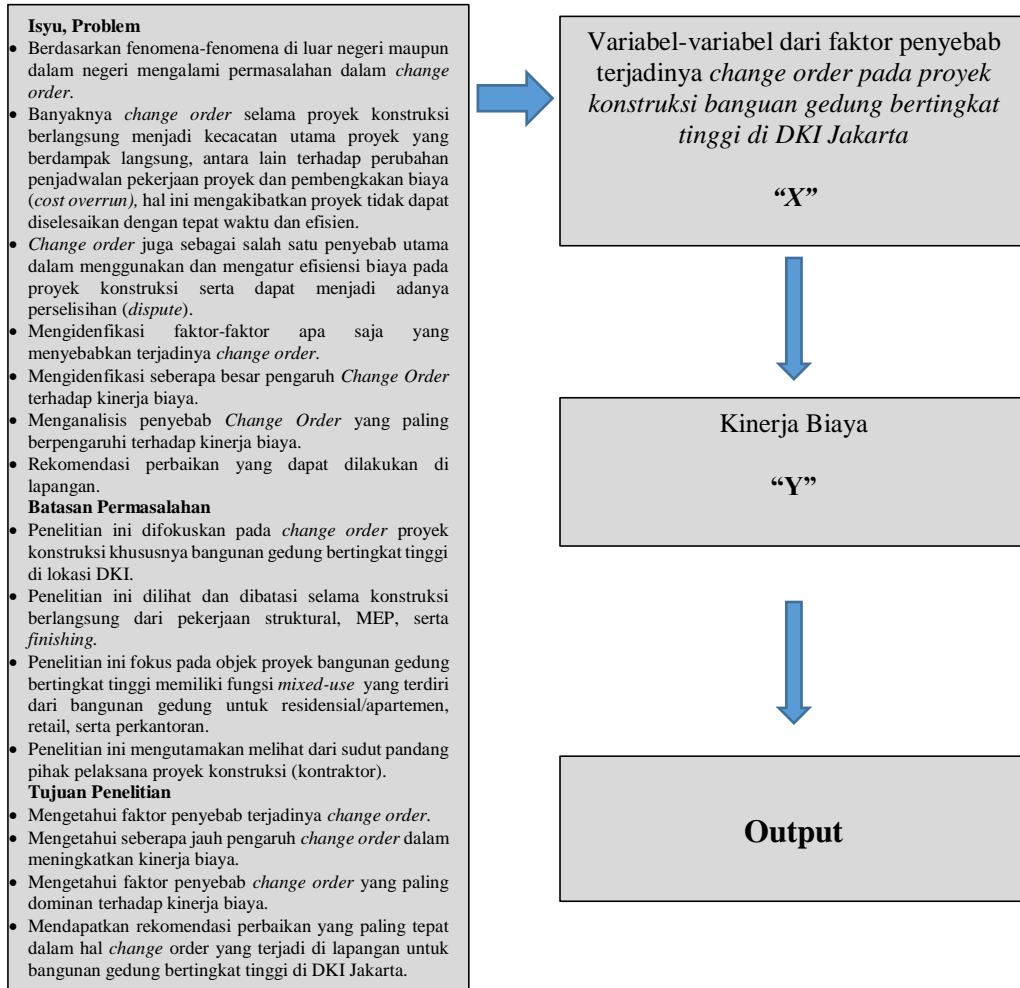 Isyu, Problem
• Berdasarkan fenomena-fenomena di luar negeri maupun
dalam negeri mengalami permasalahan dalam change
order.
• Banyaknya change order selama proyek konstruksi
berlangsung menjadi kecacatan utama proyek yang
berdampak langsung, antara lain terhadap perubahan
penjadwalan pekerjaan proyek dan pembengkakan biaya
(cost overrun), hal ini mengakibatkan proyek tidak dapat
diselesaikan dengan tepat waktu dan efisien.
• Change order juga sebagai salah satu penyebab utama
dalam menggunakan dan mengatur efisiensi biaya pada
proyek konstruksi serta dapat menjadi adanya
perselisihan (dispute).
• Mengidenfikasi faktor-faktor apa saja yang
menyebabkan terjadinya change order.
• Mengidenfikasi seberapa besar pengaruh Change Order
terhadap kinerja biaya.
• Menganalisis penyebab Change Order yang paling
berpengaruhi terhadap kinerja biaya.
• Rekomendasi perbaikan yang dapat dilakukan di
lapangan.
Batasan Permasalahan
• Penelitian ini difokuskan pada change order proyek
konstruksi khususnya bangunan gedung bertingkat tinggi
di lokasi DKI.
• Penelitian ini dilihat dan dibatasi selama konstruksi
berlangsung dari pekerjaan struktural, MEP, serta
finishing.
• Penelitian ini fokus pada objek proyek bangunan gedung
bertingkat tinggi memiliki fungsi mixed-use yang terdiri
dari bangunan gedung untuk residensial/apartemen,
retail, serta perkantoran.
• Penelitian ini mengutamakan melihat dari sudut pandang
pihak pelaksana proyek konstruksi (kontraktor).
Tujuan Penelitian
• Mengetahui faktor penyebab terjadinya change order.
• Mengetahui seberapa jauh pengaruh change order dalam
meningkatkan kinerja biaya.
• Mengetahui faktor penyebab change order yang paling
dominan terhadap kinerja biaya.
• Mendapatkan rekomendasi perbaikan yang paling tepat
dalam hal change order yang terjadi di lapangan untuk
bangunan gedung bertingkat tinggi di DKI Jakarta.
Variabel-variabel dari faktor penyebab
terjadinya change order pada proyek
konstruksi banguan gedung bertingkat
tinggi di DKI Jakarta
“X”
Kinerja Biaya
“Y”
Output